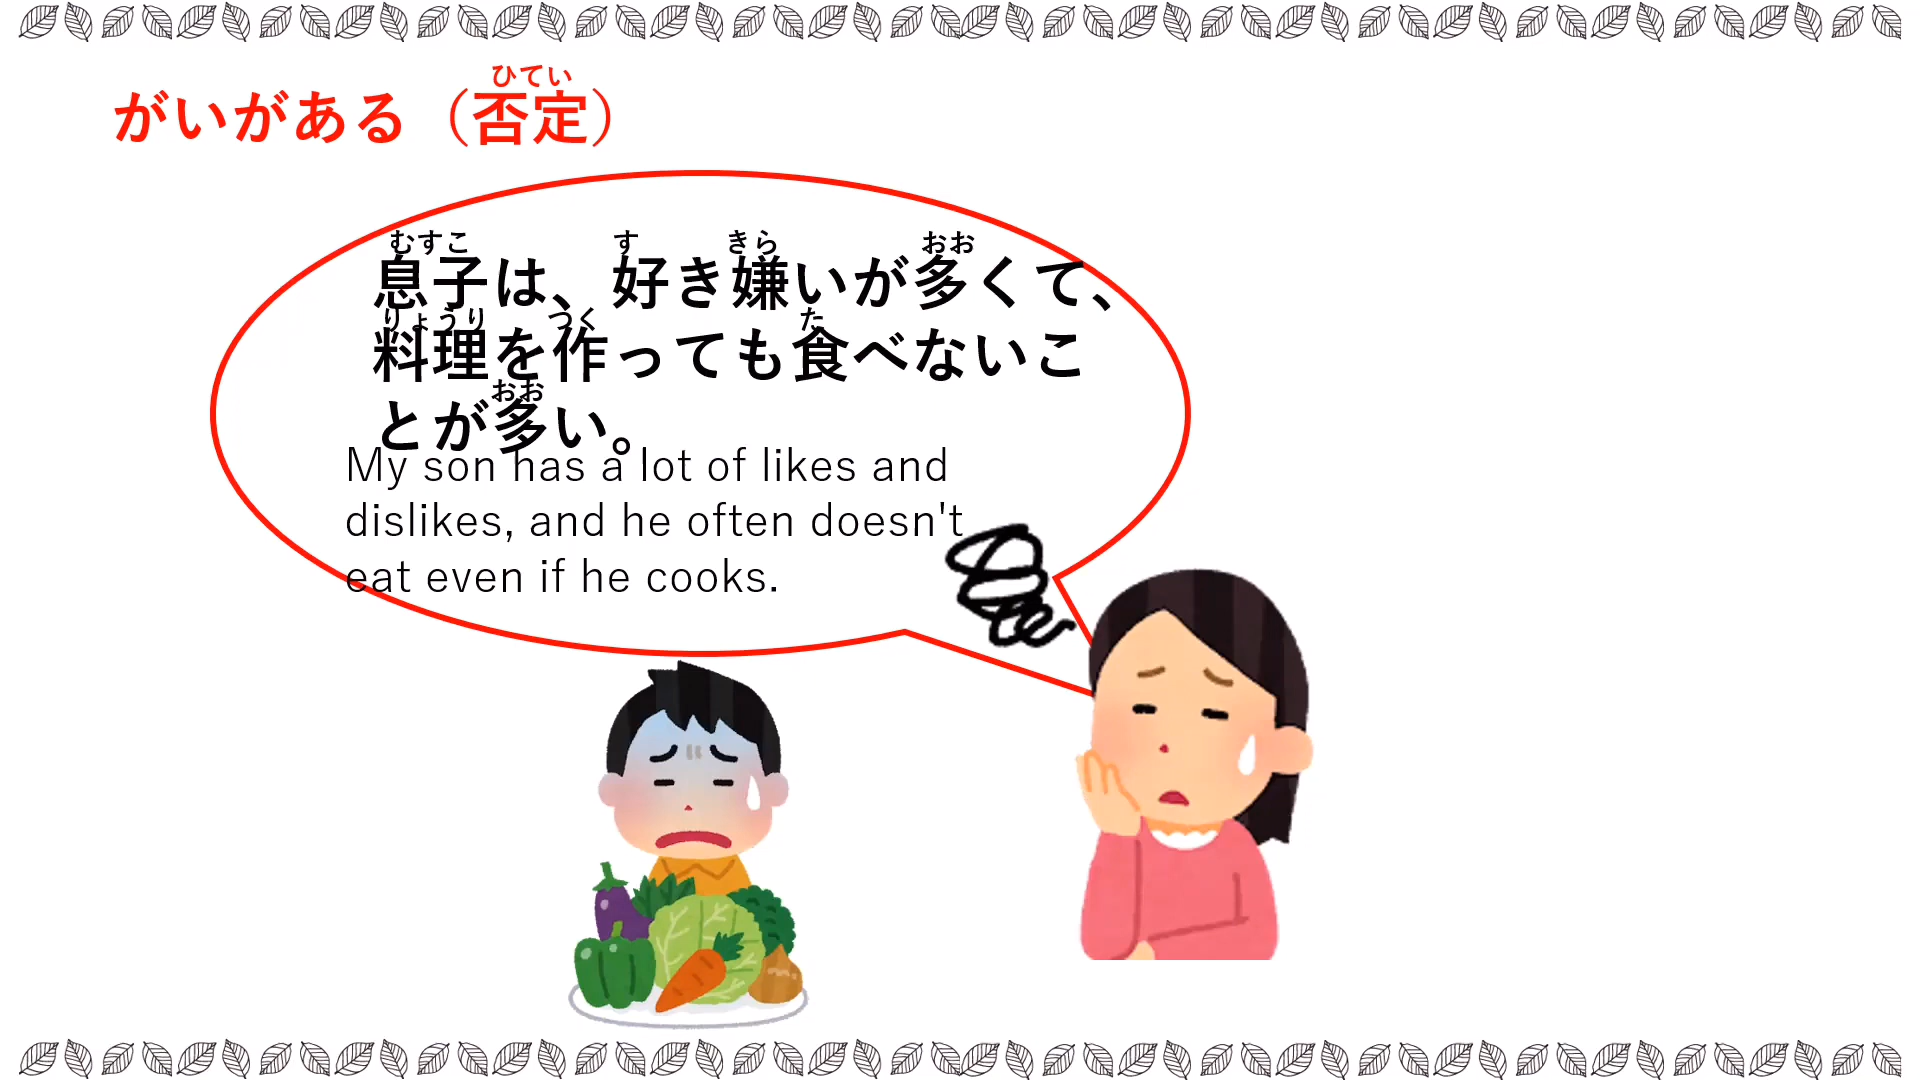 ひてい
がいがある（否定）
むすこ す きら おお
息子は、好き嫌いが多くて、
りょうり つく た
料理を作っても食べないこ
おお
とが多い。
My son has a lot of likes and
dislikes, and he often doesn't
eat even if he cooks.